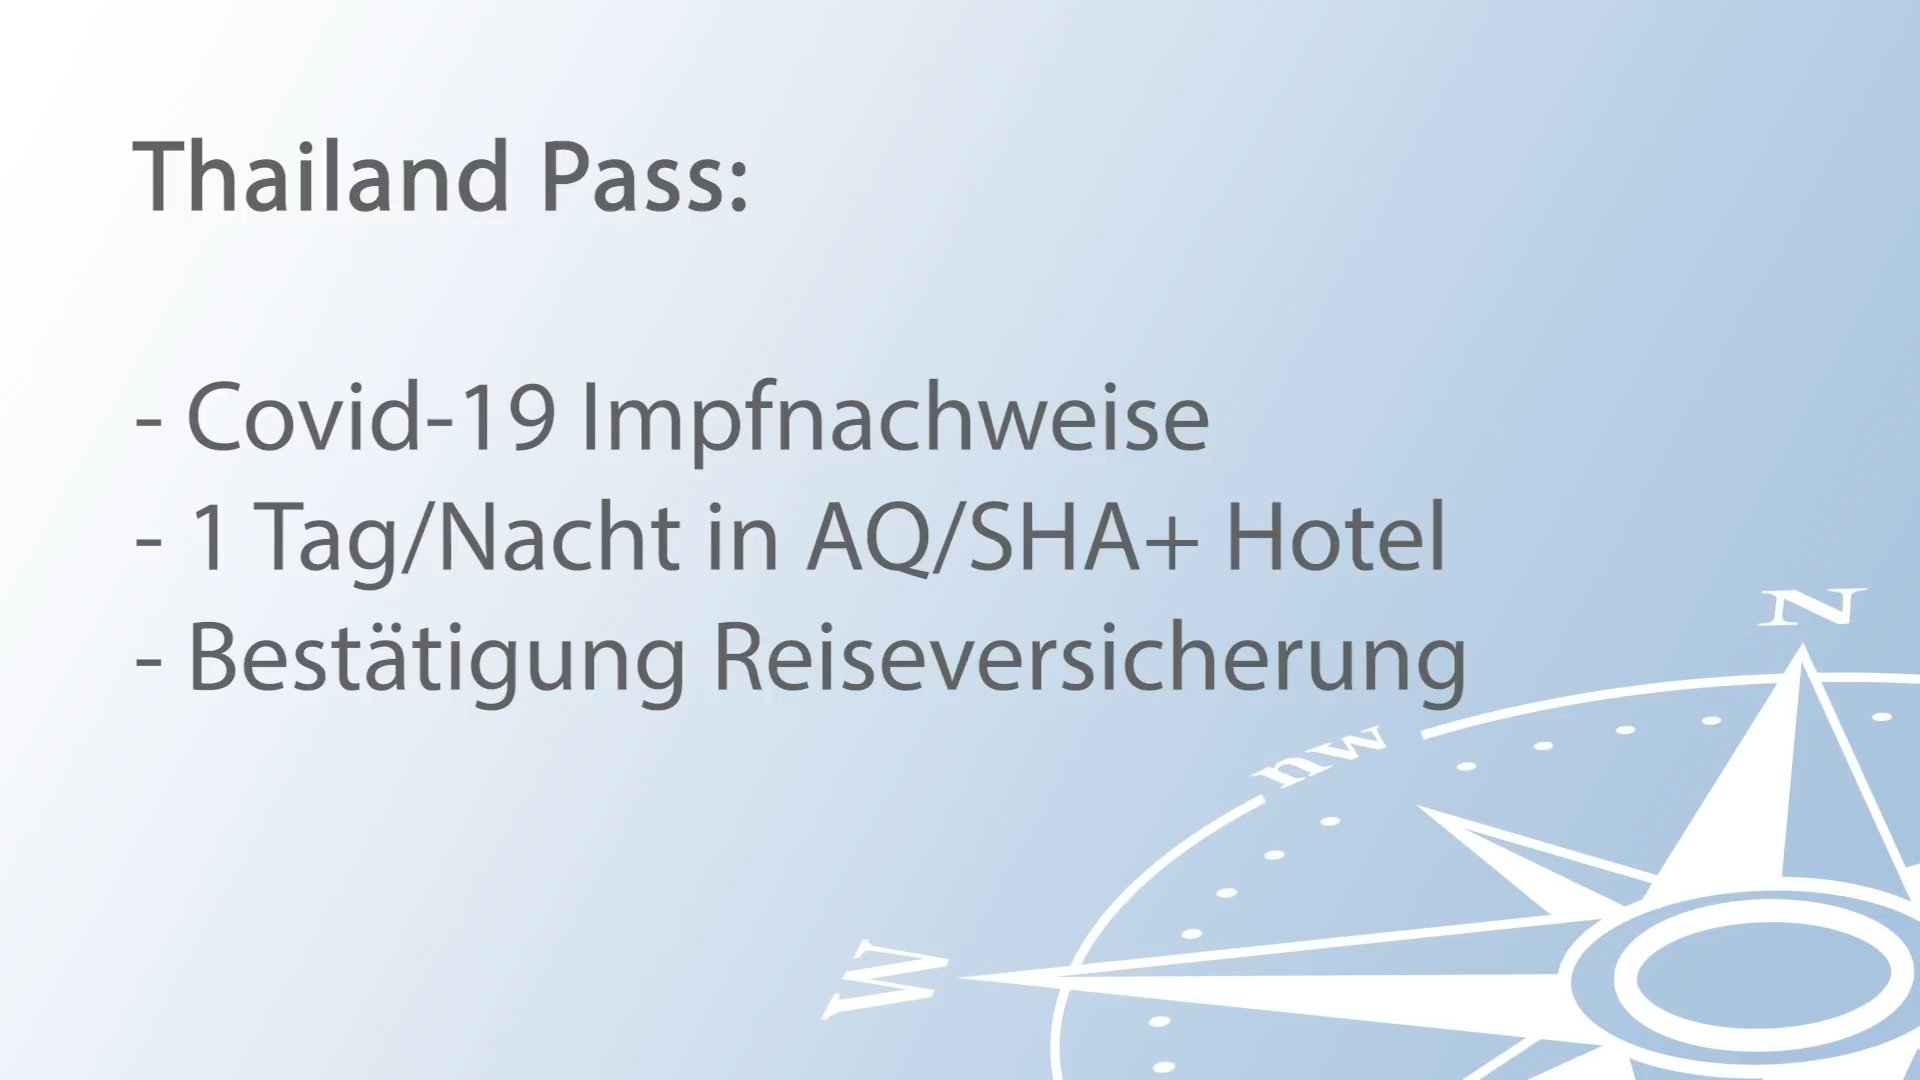 Thailand Pass:
- Covid-19 Impfnachweise
- 1 Tag/Nacht in AQ/SHA+ Hotel
- Bestätigung Reiseversicherung
N
nw
W